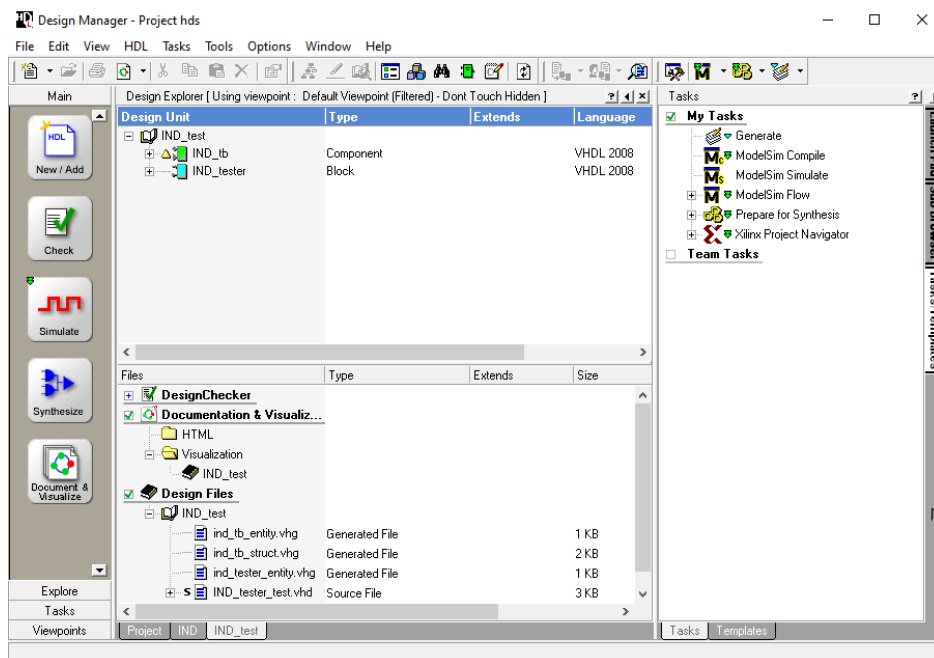 Design Manager - Project hds
File Edit View HDL Tasks Tools Options Window Help
Main
HDL
New / Add
Check
Simulate
Synthesize
Document &
Visualize
Explore
Tasks
Viewpoints
Design Explorer [ Using viewpoint : Default Viewpoint (Filtered) - Dont Touch Hidden ]
Design Unit Type Extends Language
IND_test
IND_tb Component VHDL 2008
IND_tester Block VHDL 2008
Files Type Extends Size
DesignChecker
Documentation & Visualiz...
HTML
Visualization
IND_test
Design Files
IND_test
ind_tb_entity.vhg Generated File 1 KB
ind_tb_struct.vhg Generated File 2 KB
ind_tester_entity.vhg Generated File 1 KB
S IND_tester_test.vhd Source File 3 KB
Project IND IND_test
Tasks
My Tasks
Generate
ModelSim Compile
ModelSim Simulate
ModelSim Flow
Prepare for Synthesis
Xilinx Project Navigator
Team Tasks
Tasks Templates
Tasks/Templates